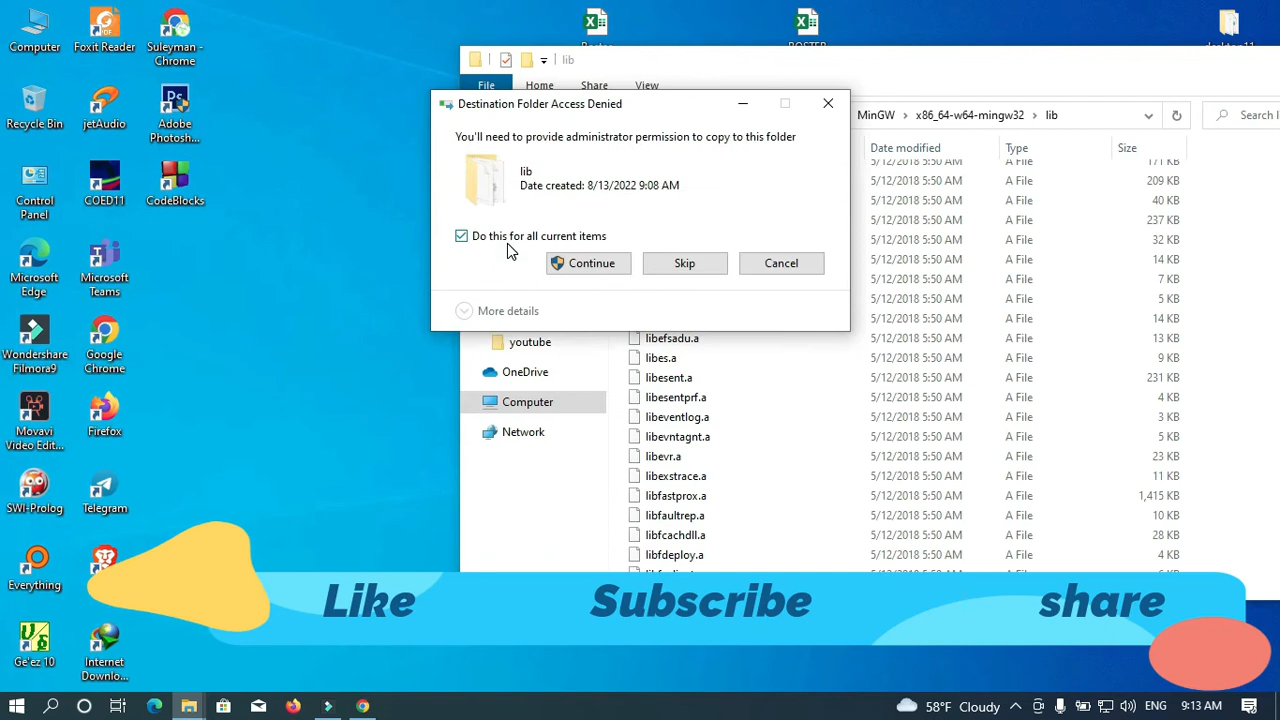 Computer
Foxit Reader
Suleyman -
Chrome
Recycle Bin
jetAudio
Adobe
Photosh...
Control
Panel
COED11
CodeBlocks
Microsoft
Edge
Microsoft
Teams
Wondershare
Filmora9
Google
Chrome
Movavi
Video Edit...
Firefox
SWI-Prolog
Telegram
Everything
Ge'ez 10
Internet
Downlo...
ROSTER
lib
File
Home
Share
View
MinGW > x86_64-w64-mingw32 > lib
Search l
Destination Folder Access Denied
You'll need to provide administrator permission to copy to this folder
lib
Date created: 8/13/2022 9:08 AM
Do this for all current items
Continue
Skip
Cancel
More details
youtube
OneDrive
Computer
Network
Date modified
Type
Size
5/12/2018 5:50 AM A File 171 KB
5/12/2018 5:50 AM A File 209 KB
5/12/2018 5:50 AM A File 40 KB
5/12/2018 5:50 AM A File 237 KB
5/12/2018 5:50 AM A File 32 KB
5/12/2018 5:50 AM A File 14 KB
5/12/2018 5:50 AM A File 7 KB
5/12/2018 5:50 AM A File 5 KB
5/12/2018 5:50 AM A File 14 KB
libefsadu.a 5/12/2018 5:50 AM A File 13 KB
libes.a 5/12/2018 5:50 AM A File 9 KB
libesent.a 5/12/2018 5:50 AM A File 231 KB
libesentprf.a 5/12/2018 5:50 AM A File 4 KB
libeventlog.a 5/12/2018 5:50 AM A File 3 KB
libevntagnt.a 5/12/2018 5:50 AM A File 5 KB
libevr.a 5/12/2018 5:50 AM A File 23 KB
libexstrace.a 5/12/2018 5:50 AM A File 11 KB
libfastprox.a 5/12/2018 5:50 AM A File 1,415 KB
libfaultrep.a 5/12/2018 5:50 AM A File 10 KB
libfcachdll.a 5/12/2018 5:50 AM A File 28 KB
libfdeploy.a 5/12/2018 5:50 AM A File 4 KB
Like
Subscribe
share
58°F Cloudy
ENG
9:13 AM